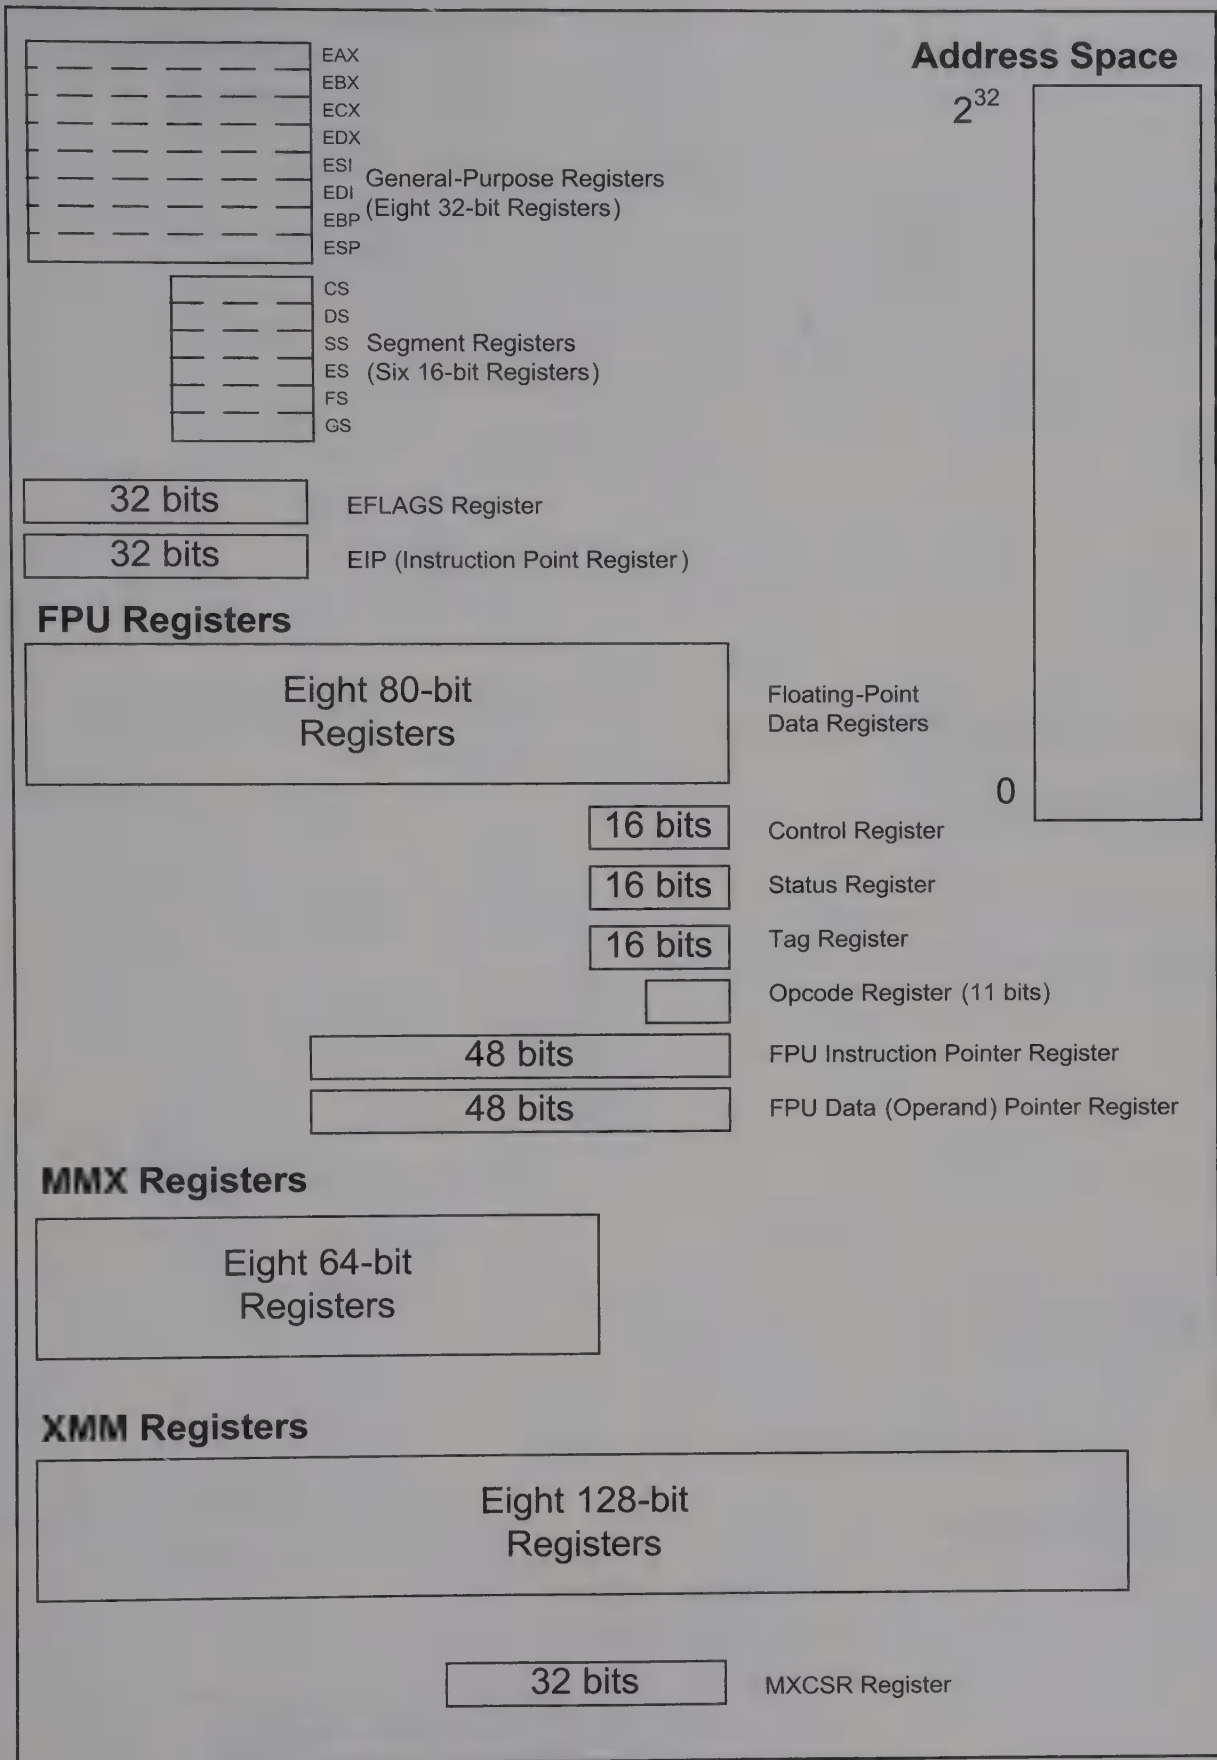 Address Space
2³²
EAX
EBX
ECX
EDX
ESI
EDI
EBP
ESP
General-Purpose Registers
(Eight 32-bit Registers)
CS
DS
SS
ES
FS
GS
Segment Registers
(Six 16-bit Registers)
32 bits EFLAGS Register
32 bits EIP (Instruction Point Register)
FPU Registers
Eight 80-bit
Registers
Floating-Point
Data Registers
0
16 bits Control Register
16 bits Status Register
16 bits Tag Register
Opcode Register (11 bits)
48 bits FPU Instruction Pointer Register
48 bits FPU Data (Operand) Pointer Register
MMX Registers
Eight 64-bit
Registers
XMM Registers
Eight 128-bit
Registers
32 bits MXCSR Register